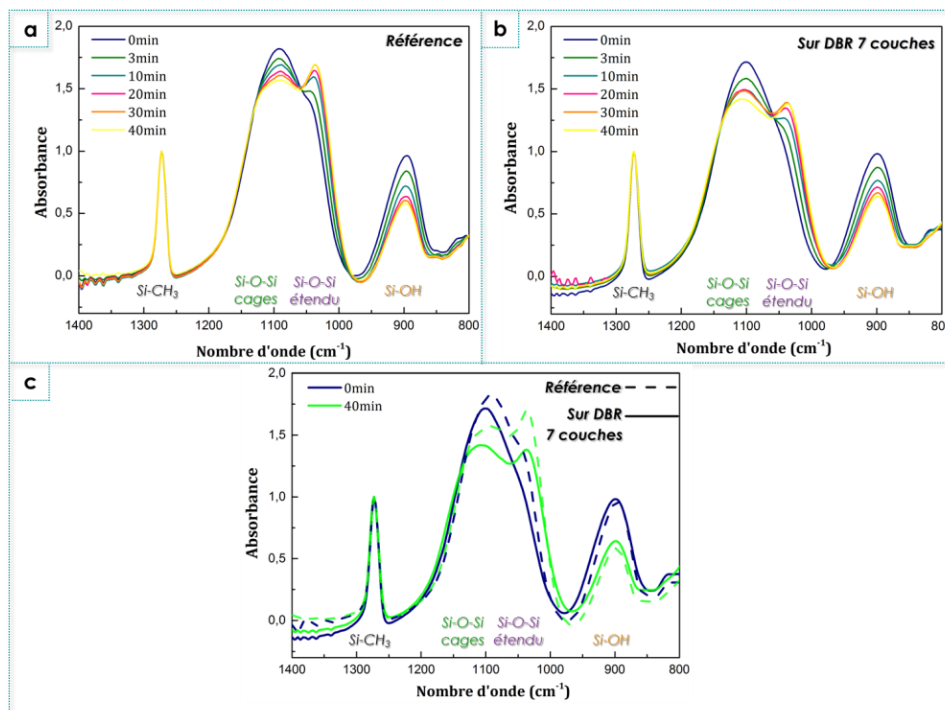 a
2,0
1,5
1,0
0,5
0,0
Absorbance
0min
3min
10min
20min
30min
40min
Référence
Si-CH3
Si-O-Si
cages
Si-O-Si
étendu
Si-OH
1400 1300 1200 1100 1000 900 800
Nombre d'onde (cm-1)
b
2,0
1,5
1,0
0,5
0,0
Absorbance
0min
3min
10min
20min
30min
40min
Sur DBR 7 couches
Si-CH3
Si-O-Si
cages
Si-O-Si
étendu
Si-OH
1400 1300 1200 1100 1000 900 800
Nombre d'onde (cm-1)
c
2,0
1,5
1,0
0,5
0,0
Absorbance
0min
40min
Référence
Sur DBR
7 couches
Si-CH3
Si-O-Si
cages
Si-O-Si
étendu
Si-OH
1400 1300 1200 1100 1000 900 800
Nombre d'onde (cm-1)